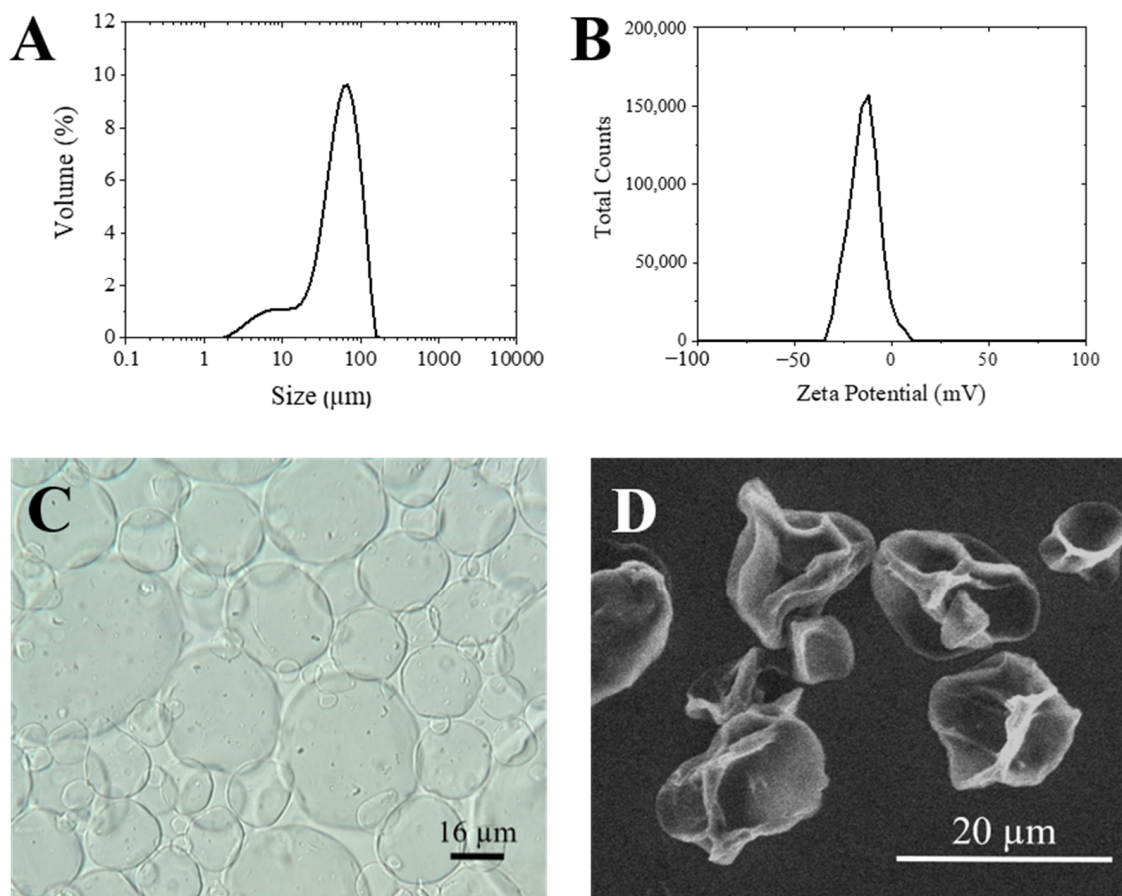 A
12
10
8
6
4
2
0
Volume (%)
0.1 1 10 100 1000 10000
Size (µm)
B
200,000
150,000
100,000
50,000
0
Total Counts
−100 −50 0 50 100
Zeta Potential (mV)
C
16 µm
D
20 µm